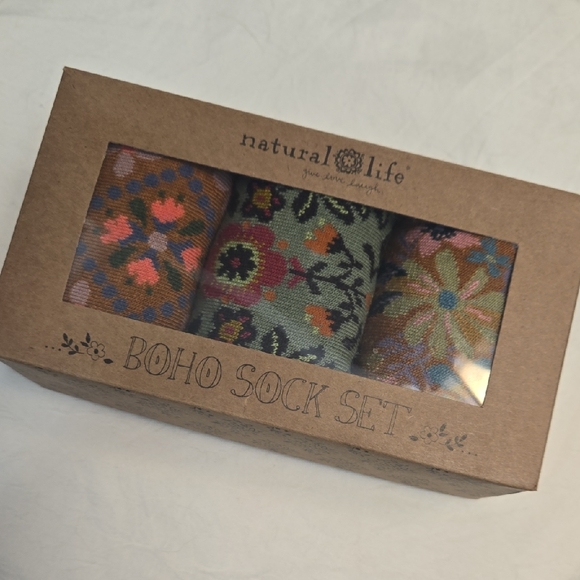 natural life®
give love laugh
BOHO SOCK SET